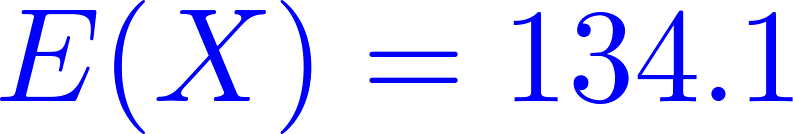 E(X) = 134.1